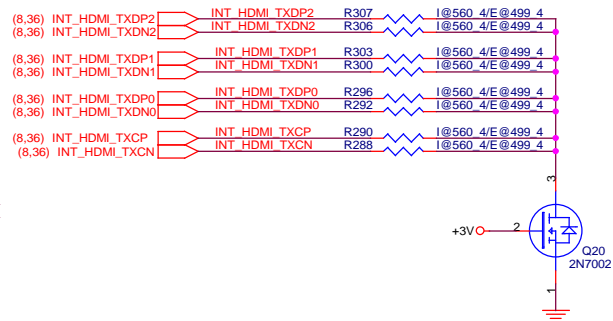 (8,36) INT_HDMI_TXDP2 INT_HDMI_TXDP2 R307 I@560_4/E@499_4
(8,36) INT_HDMI_TXDN2 INT_HDMI_TXDN2 R306 I@560_4/E@499_4
(8,36) INT_HDMI_TXDP1 INT_HDMI_TXDP1 R303 I@560_4/E@499_4
(8,36) INT_HDMI_TXDN1 INT_HDMI_TXDN1 R300 I@560_4/E@499_4
(8,36) INT_HDMI_TXDP0 INT_HDMI_TXDP0 R296 I@560_4/E@499_4
(8,36) INT_HDMI_TXDN0 INT_HDMI_TXDN0 R292 I@560_4/E@499_4
(8,36) INT_HDMI_TXCP INT_HDMI_TXCP R290 I@560_4/E@499_4
(8,36) INT_HDMI_TXCN INT_HDMI_TXCN R288 I@560_4/E@499_4
3
+3V 2
Q20
2N7002
1